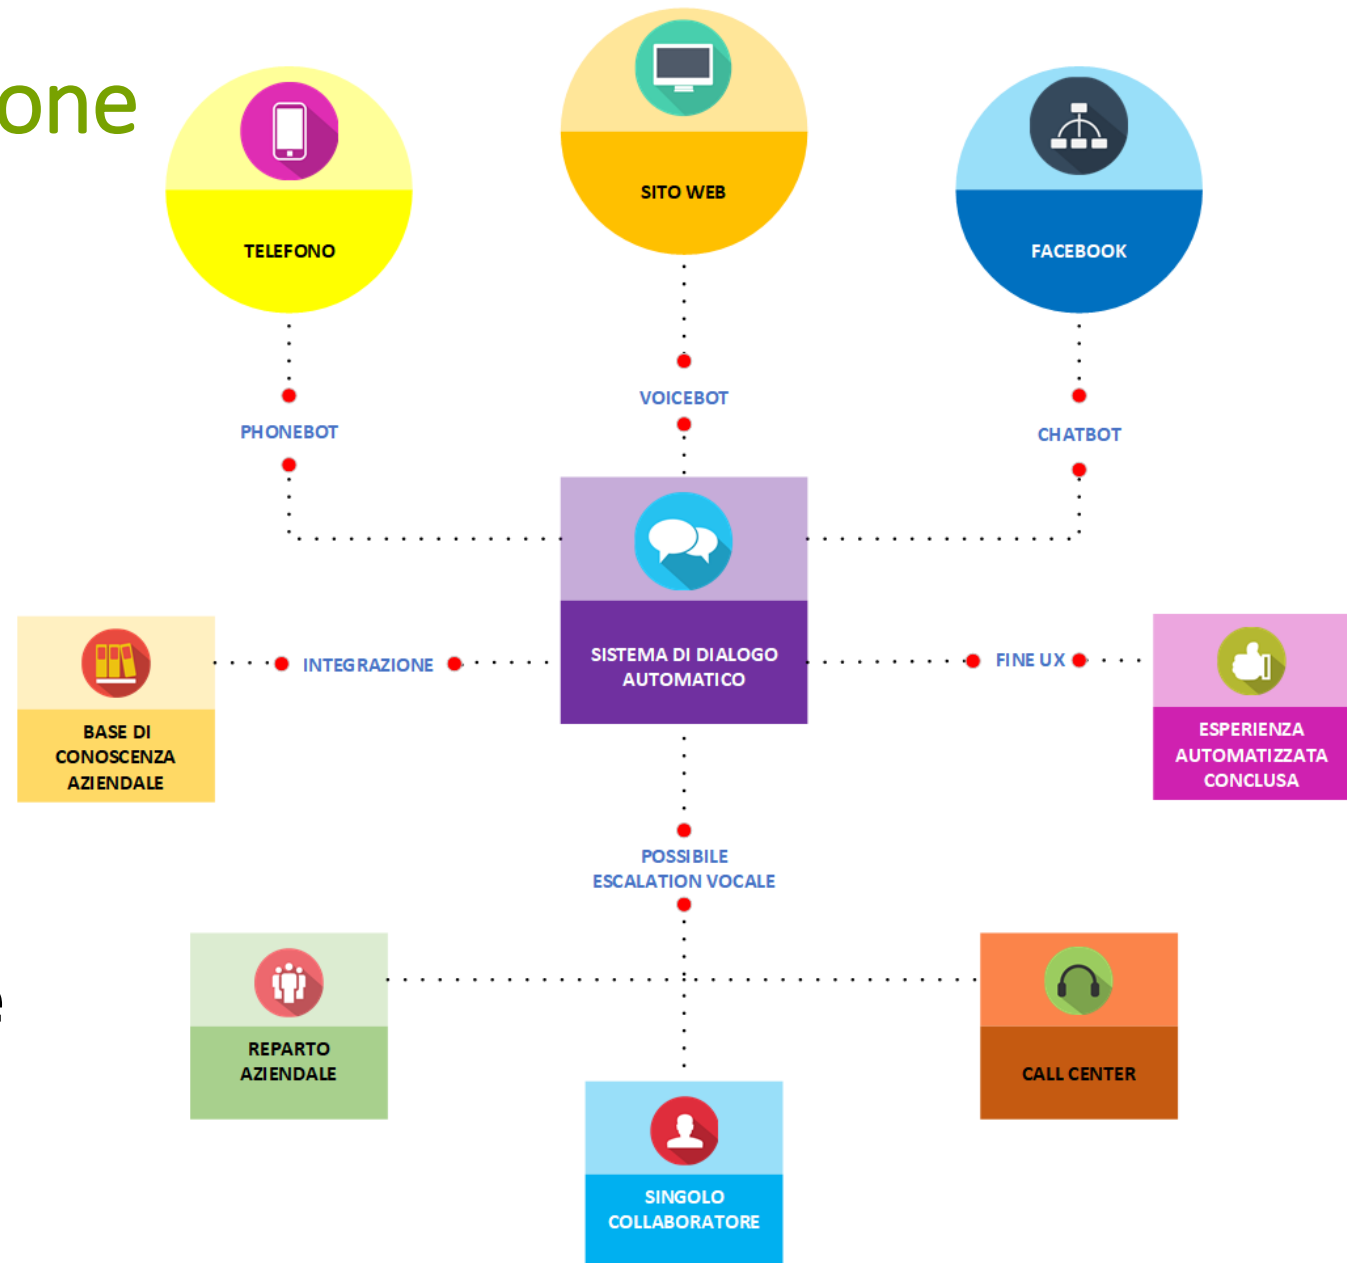 one
SITO WEB
TELEFONO
FACEBOOK
VOICEBOT
PHONEBOT
CHATBOT
SISTEMA DI DIALOGO
AUTOMATICO
INTEGRAZIONE
FINE UX
BASE DI
CONOSCENZA
AZIENDALE
ESPERIENZA
AUTOMATIZZATA
CONCLUSA
POSSIBILE
ESCALATION VOCALE
e
REPARTO
AZIENDALE
CALL CENTER
SINGOLO
COLLABORATORE